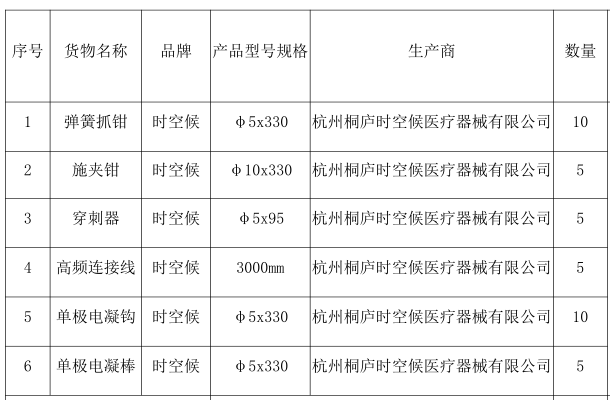 序号 货物名称 品牌 产品型号规格 生产商 数量
1 弹簧抓钳 时空候 φ5x330 杭州桐庐时空候医疗器械有限公司 10
2 施夹钳 时空候 φ10x330 杭州桐庐时空候医疗器械有限公司 5
3 穿刺器 时空候 φ5x95 杭州桐庐时空候医疗器械有限公司 5
4 高频连接线 时空候 3000mm 杭州桐庐时空候医疗器械有限公司 5
5 单极电凝钩 时空候 φ5x330 杭州桐庐时空候医疗器械有限公司 10
6 单极电凝棒 时空候 φ5x330 杭州桐庐时空候医疗器械有限公司 5